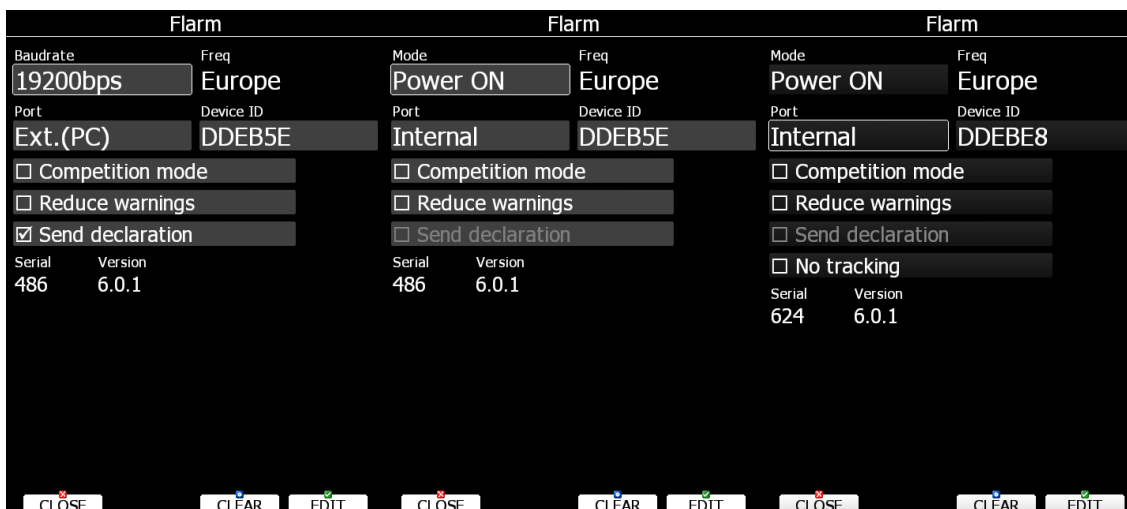 Flarm
Baudrate Freq
19200bps Europe
Port Device ID
Ext.(PC) DDEB5E
Competition mode
Reduce warnings
Send declaration
Serial Version
486 6.0.1
CLOSE CLEAR EDIT
Flarm
Mode Freq
Power ON Europe
Port Device ID
Internal DDEB5E
Competition mode
Reduce warnings
Send declaration
Serial Version
486 6.0.1
CLOSE CLEAR EDIT
Flarm
Mode Freq
Power ON Europe
Port Device ID
Internal DDEBE8
Competition mode
Reduce warnings
Send declaration
No tracking
Serial Version
624 6.0.1
CLOSE CLEAR EDIT